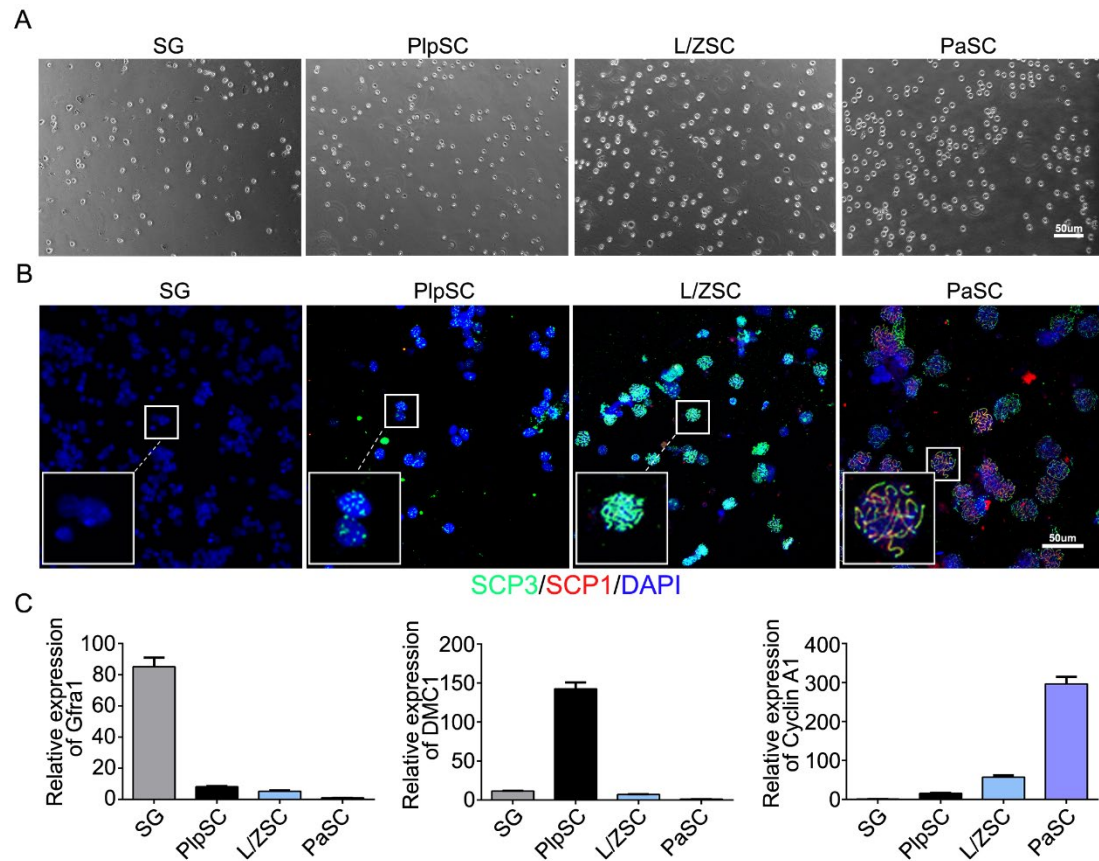 A
SG PlpSC L/ZSC PaSC
50um
B
SG PlpSC L/ZSC PaSC
50um
SCP3/SCP1/DAPI
C
Relative expression
of Gfra1
100
80
60
40
20
0
SG PlpSC L/ZSC PaSC
Relative expression
of DMC1
200
150
100
50
0
SG PlpSC L/ZSC PaSC
Relative expression
of Cyclin A1
400
300
200
100
0
SG PlpSC L/ZSC PaSC